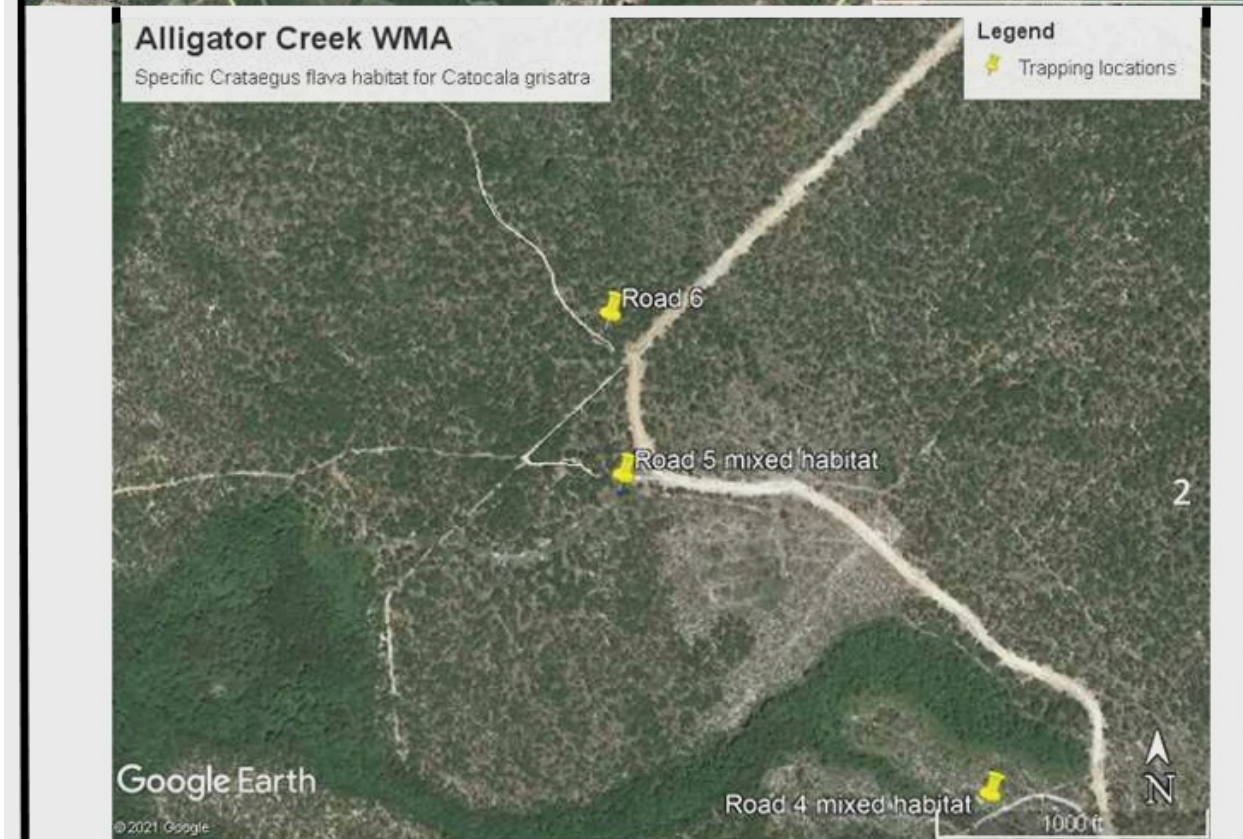 Alligator Creek WMA
Specific Crataegus flava habitat for Catocala grisatra
Legend
Trapping locations
Road 6
Road 5 mixed habitat
2
Road 4 mixed habitat
N
1000 ft
Google Earth
©2021 Google